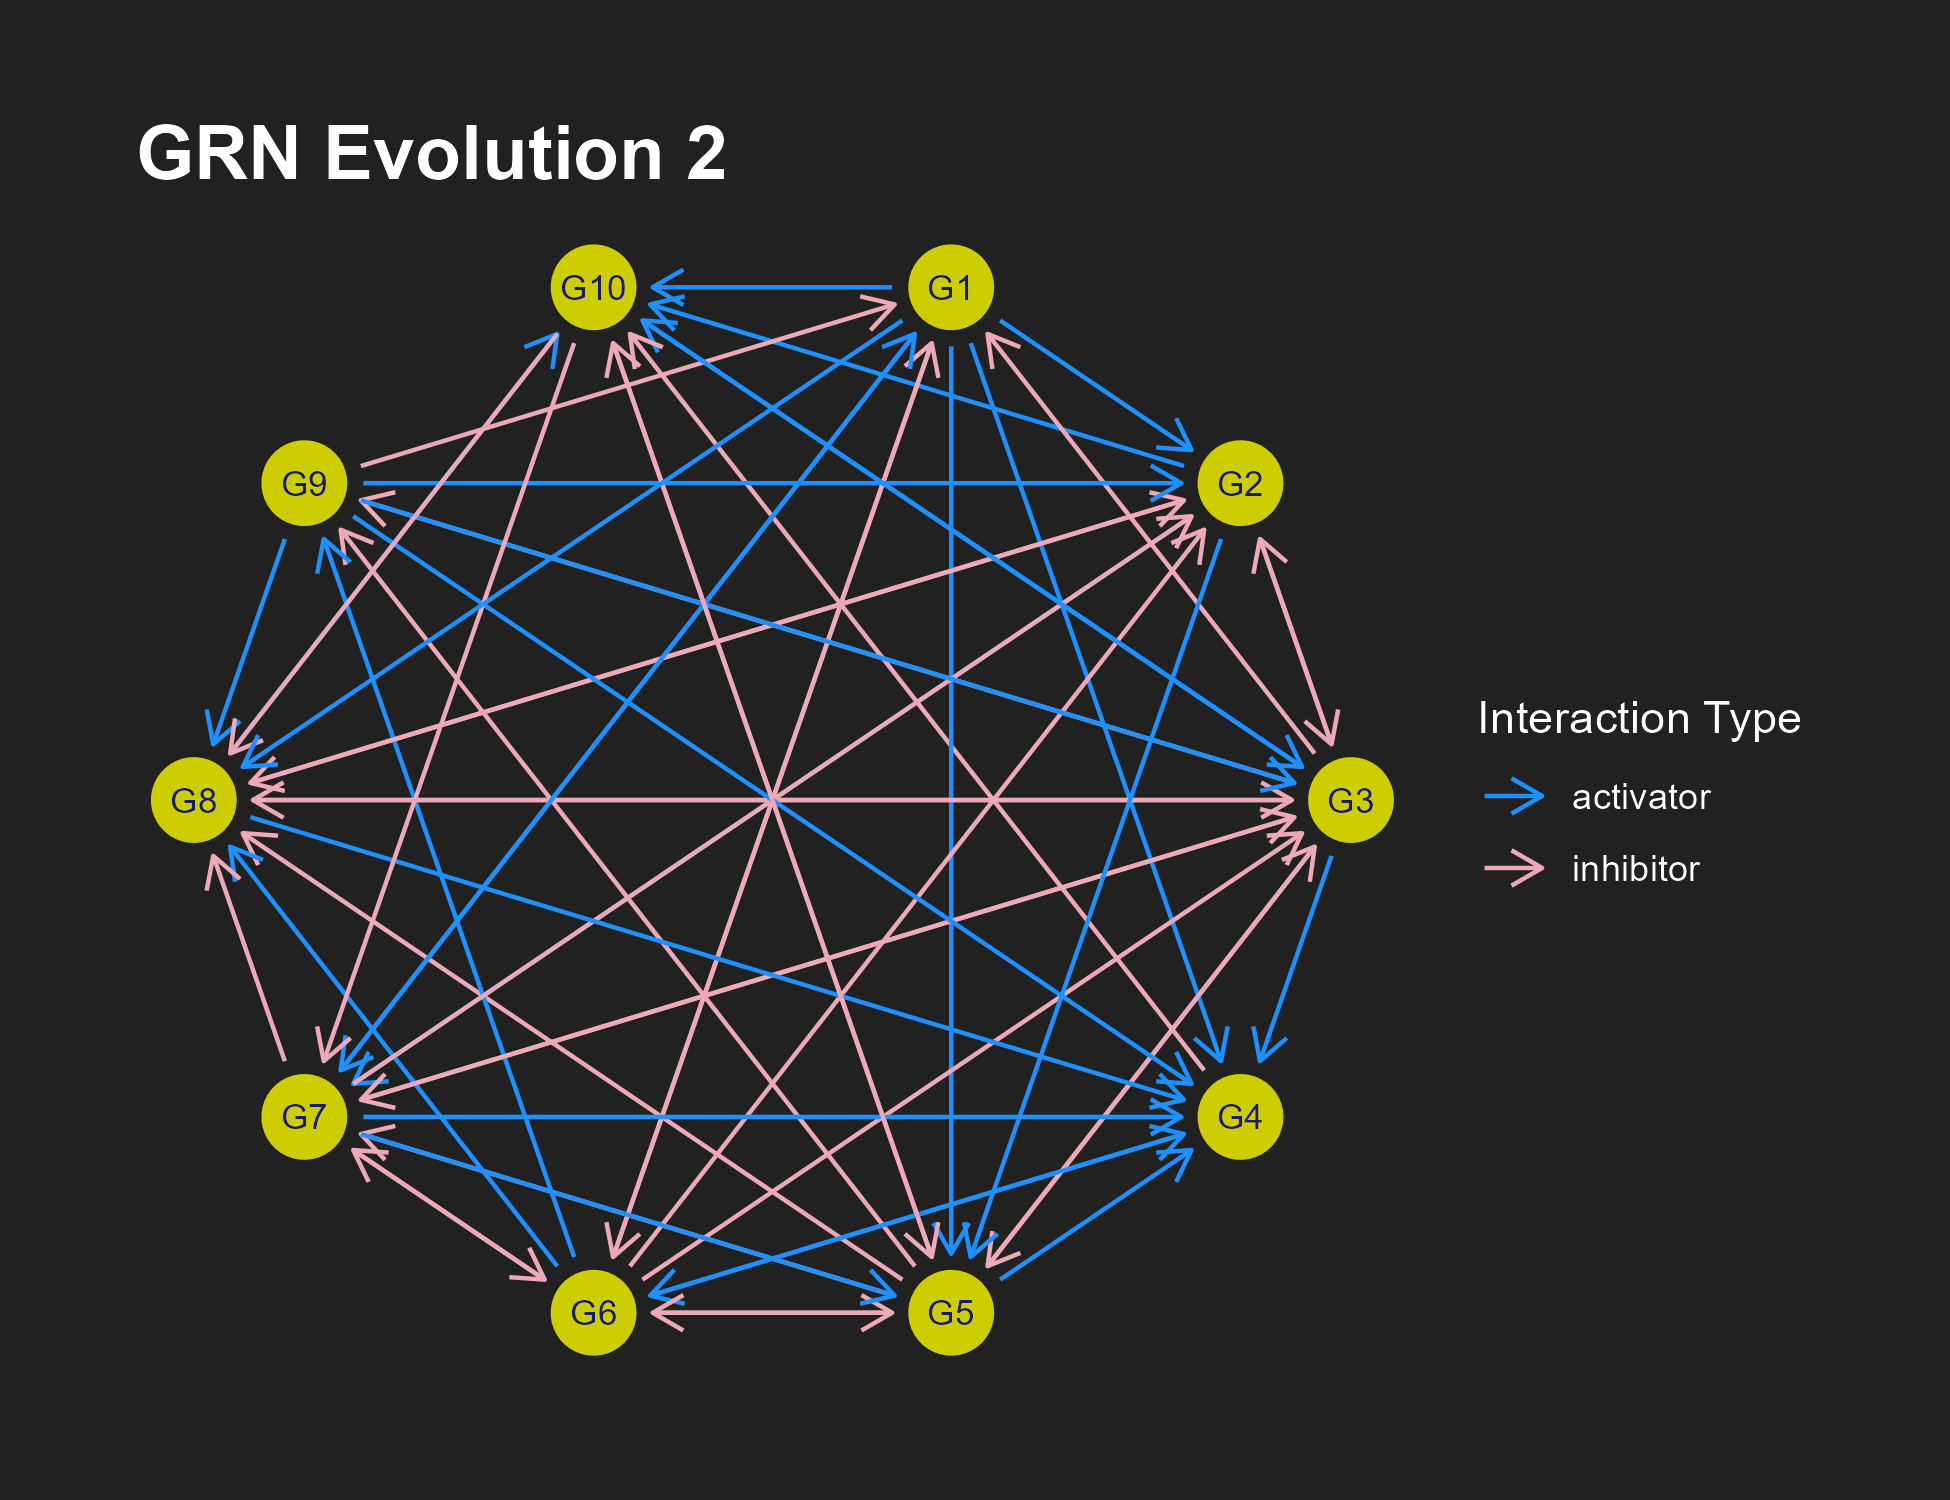 GRN Evolution 2
G10
G1
G9
G2
G8
G3
G7
G4
G6
G5
Interaction Type
activator
inhibitor